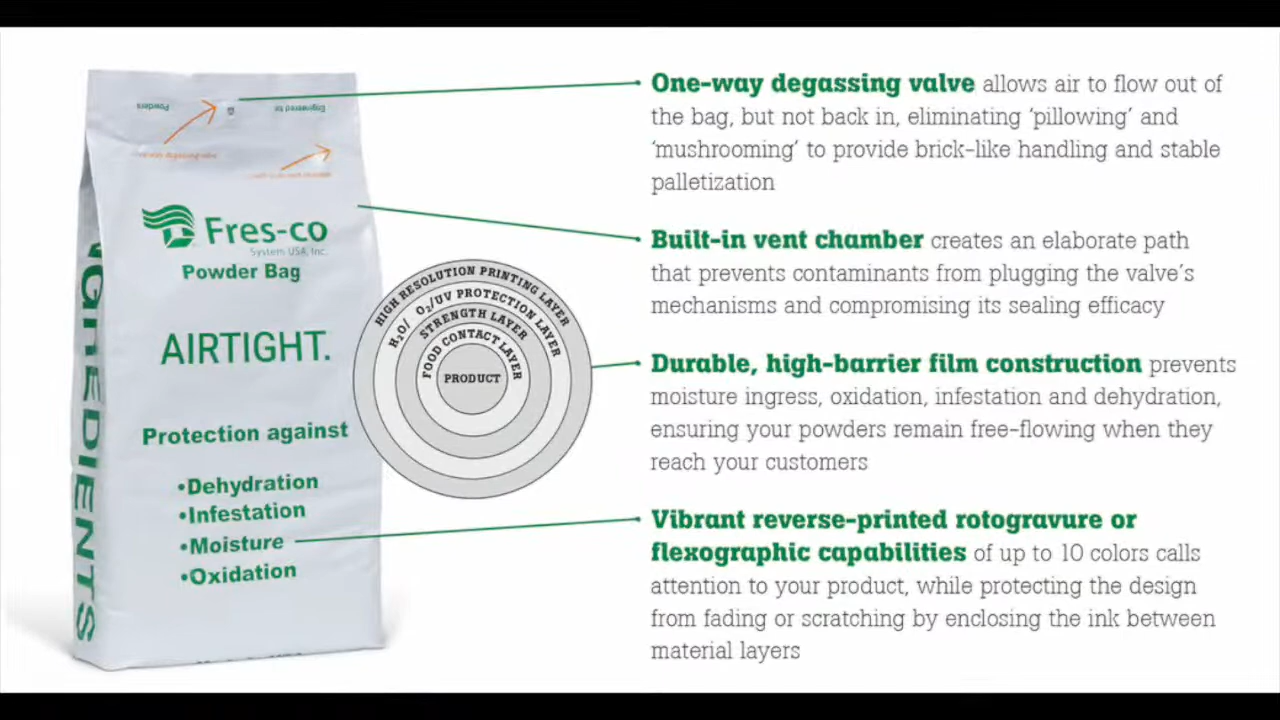 Powders
Engineered to
Fres-co
System USA, Inc.
Powder Bag
AIRTIGHT.
Protection against
•Dehydration
•Infestation
•Moisture
•Oxidation
INGREDIENTS
HIGH RESOLUTION PRINTING LAYER
H2O/ O2/UV PROTECTION LAYER
STRENGTH LAYER
FOOD CONTACT LAYER
PRODUCT
One-way degassing valve allows air to flow out of
the bag, but not back in, eliminating ‘pillowing’ and
‘mushrooming’ to provide brick-like handling and stable
palletization
Built-in vent chamber creates an elaborate path
that prevents contaminants from plugging the valve’s
mechanisms and compromising its sealing efficacy
Durable, high-barrier film construction prevents
moisture ingress, oxidation, infestation and dehydration,
ensuring your powders remain free-flowing when they
reach your customers
Vibrant reverse-printed rotogravure or
flexographic capabilities of up to 10 colors calls
attention to your product, while protecting the design
from fading or scratching by enclosing the ink between
material layers